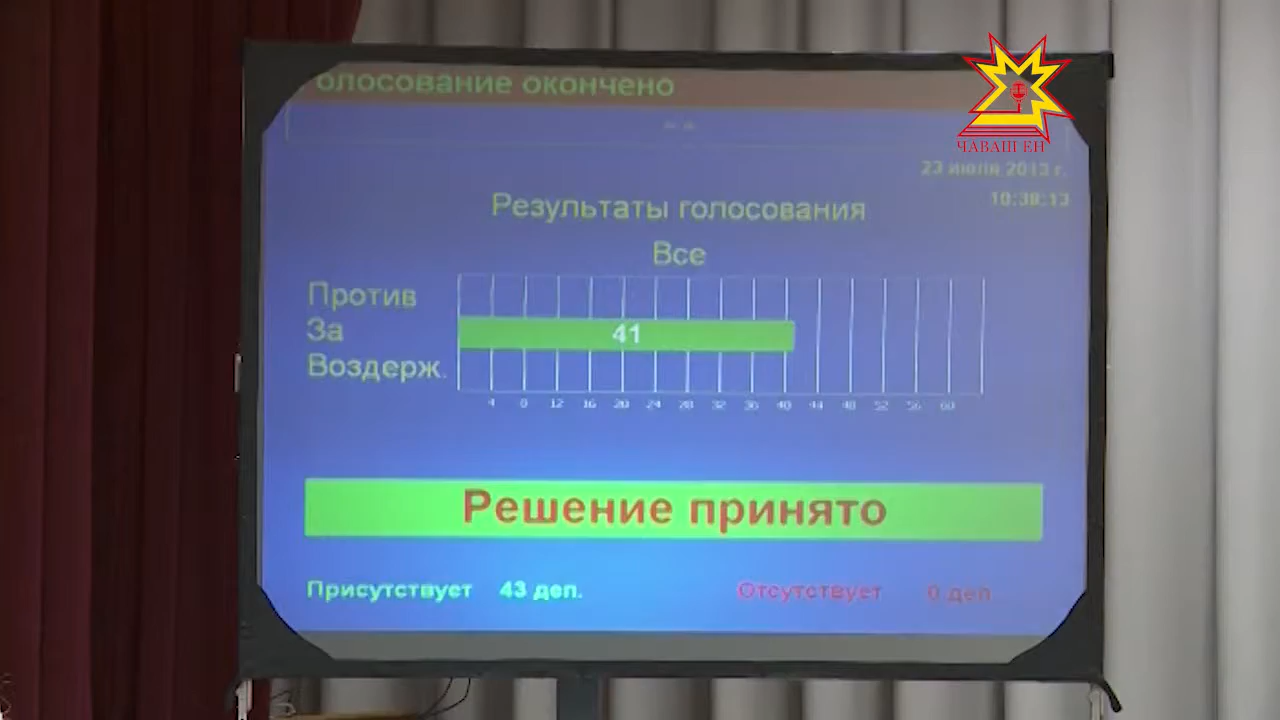 олосование окончено
ЧАВАШ ЕН
23 июля 2013 г.
10:38:13
Результаты голосования
Все
Против
За
41
Воздерж.
4 8 12 16 20 24 28 32 36 40 44 48 52 56 60
Решение принято
Присутствует 43 деп. Отсутствует 0 деп